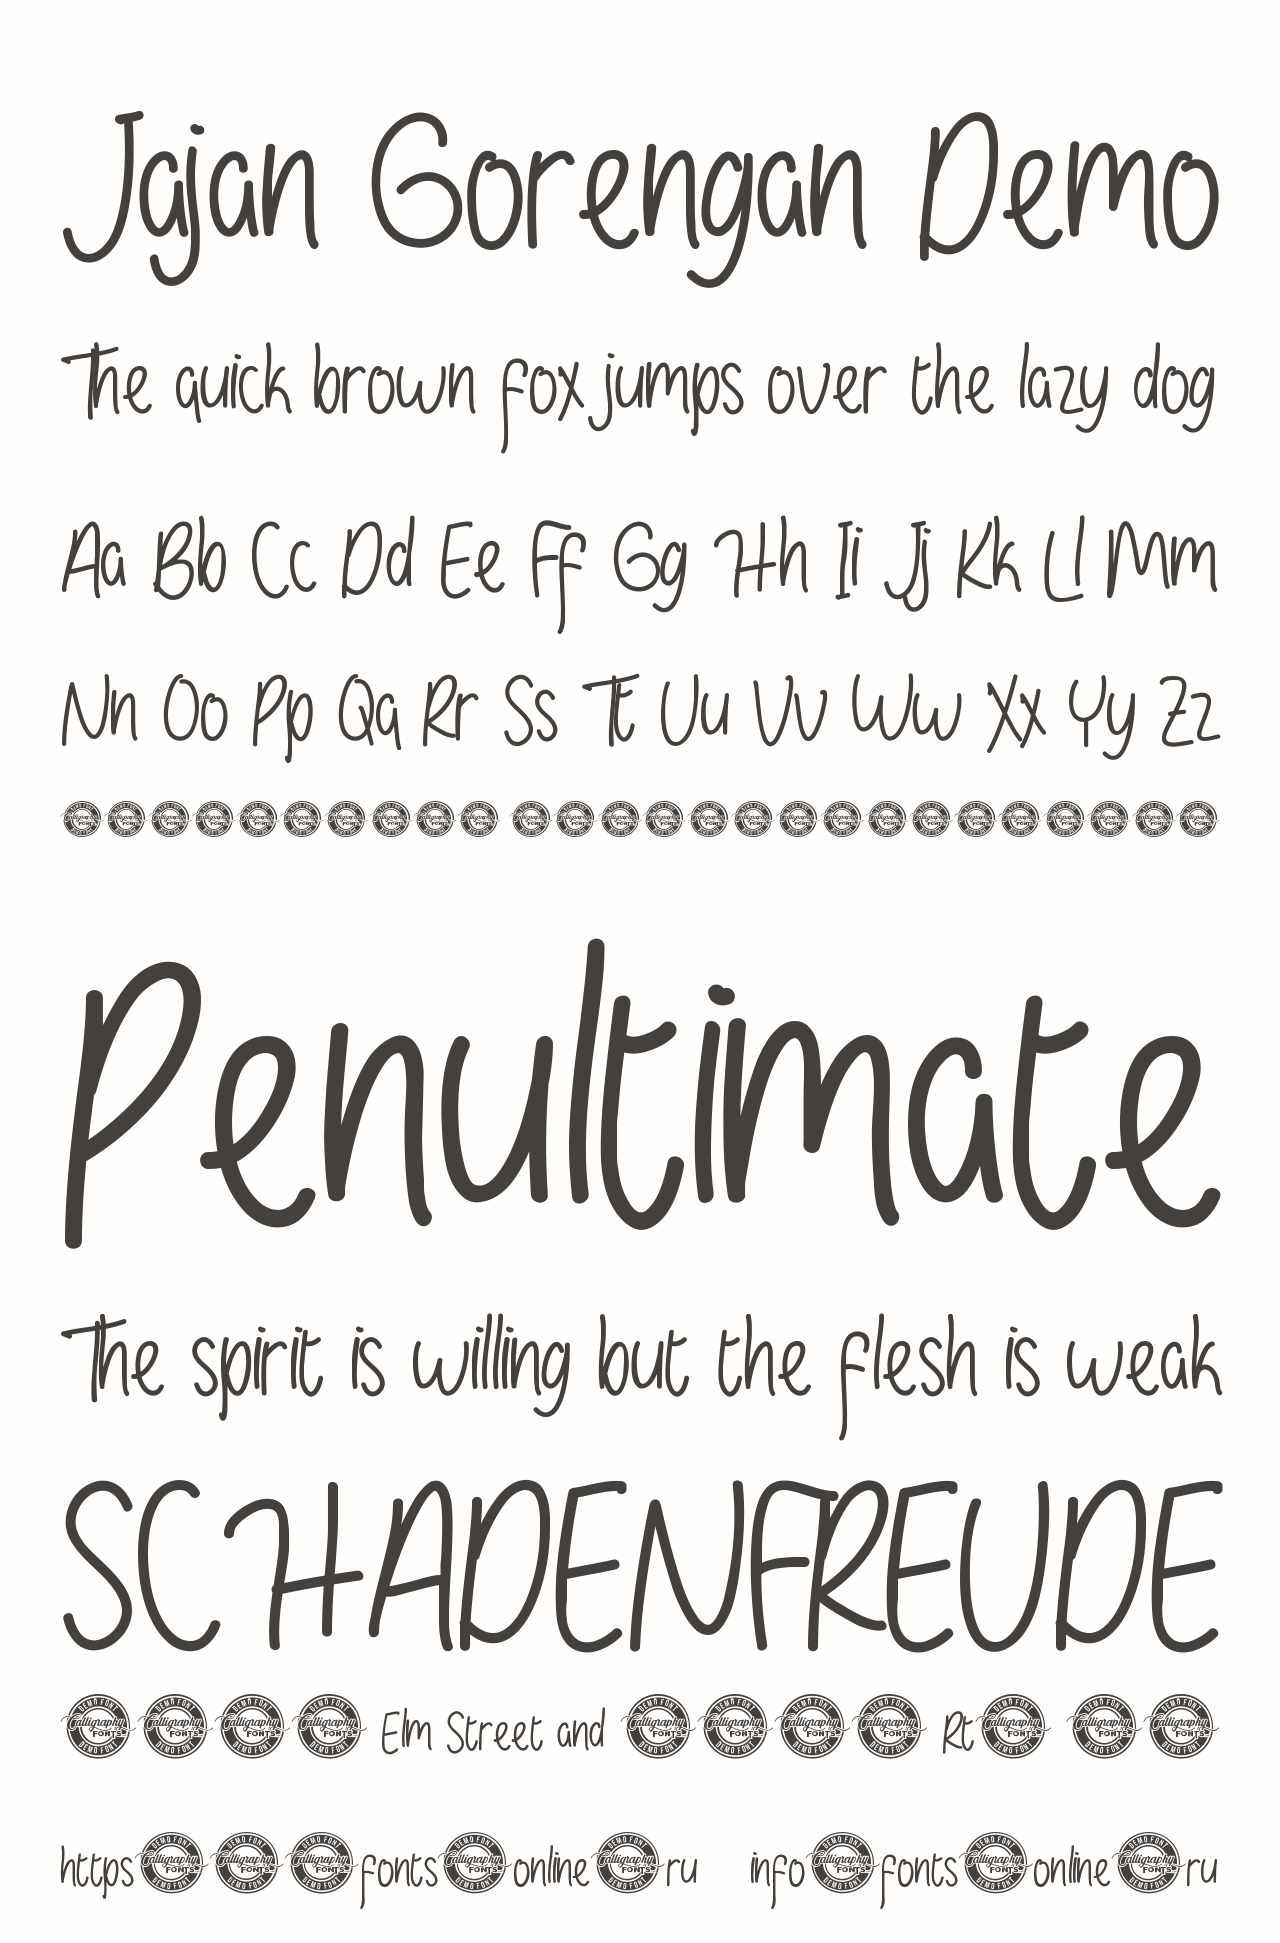 Jajan Gorengan Demo
The quick brown fox jumps over the lazy dog
Aa Bb Cc Dd Ee Ff Gg Hh Ii Jj Kk Ll Mm
Nn Oo Pp Qq Rr Ss Tt Uu Vv Ww Xx Yy Zz
Penultimate
The spirit is willing but the flesh is weak
SCHADENFREUDE
DEMO FONT Calligraphy FONTS DEMO FONT
Elm Street and Rt
https fonts online ru info fonts online ru